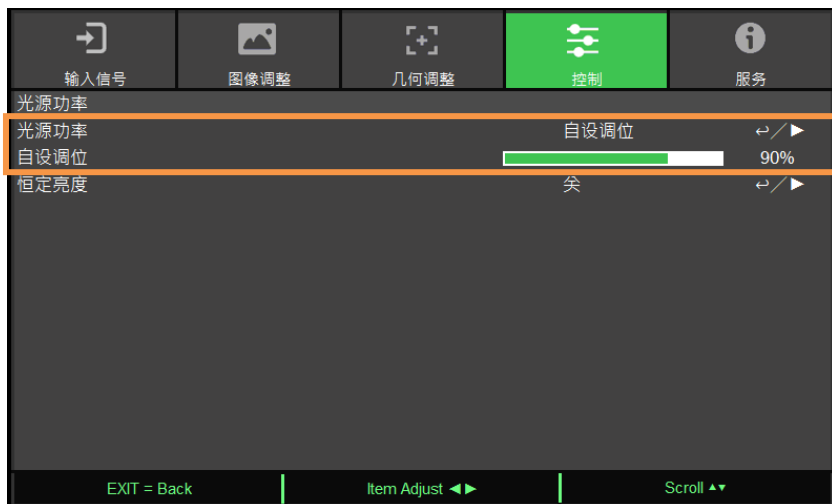 输入信号 图像调整 几何调整 控制 服务
光源功率
光源功率 自设调位 ↩/▶
自设调位 90%
恒定亮度 关 ↩/▶
EXIT = Back Item Adjust ◀▶ Scroll ▲▼